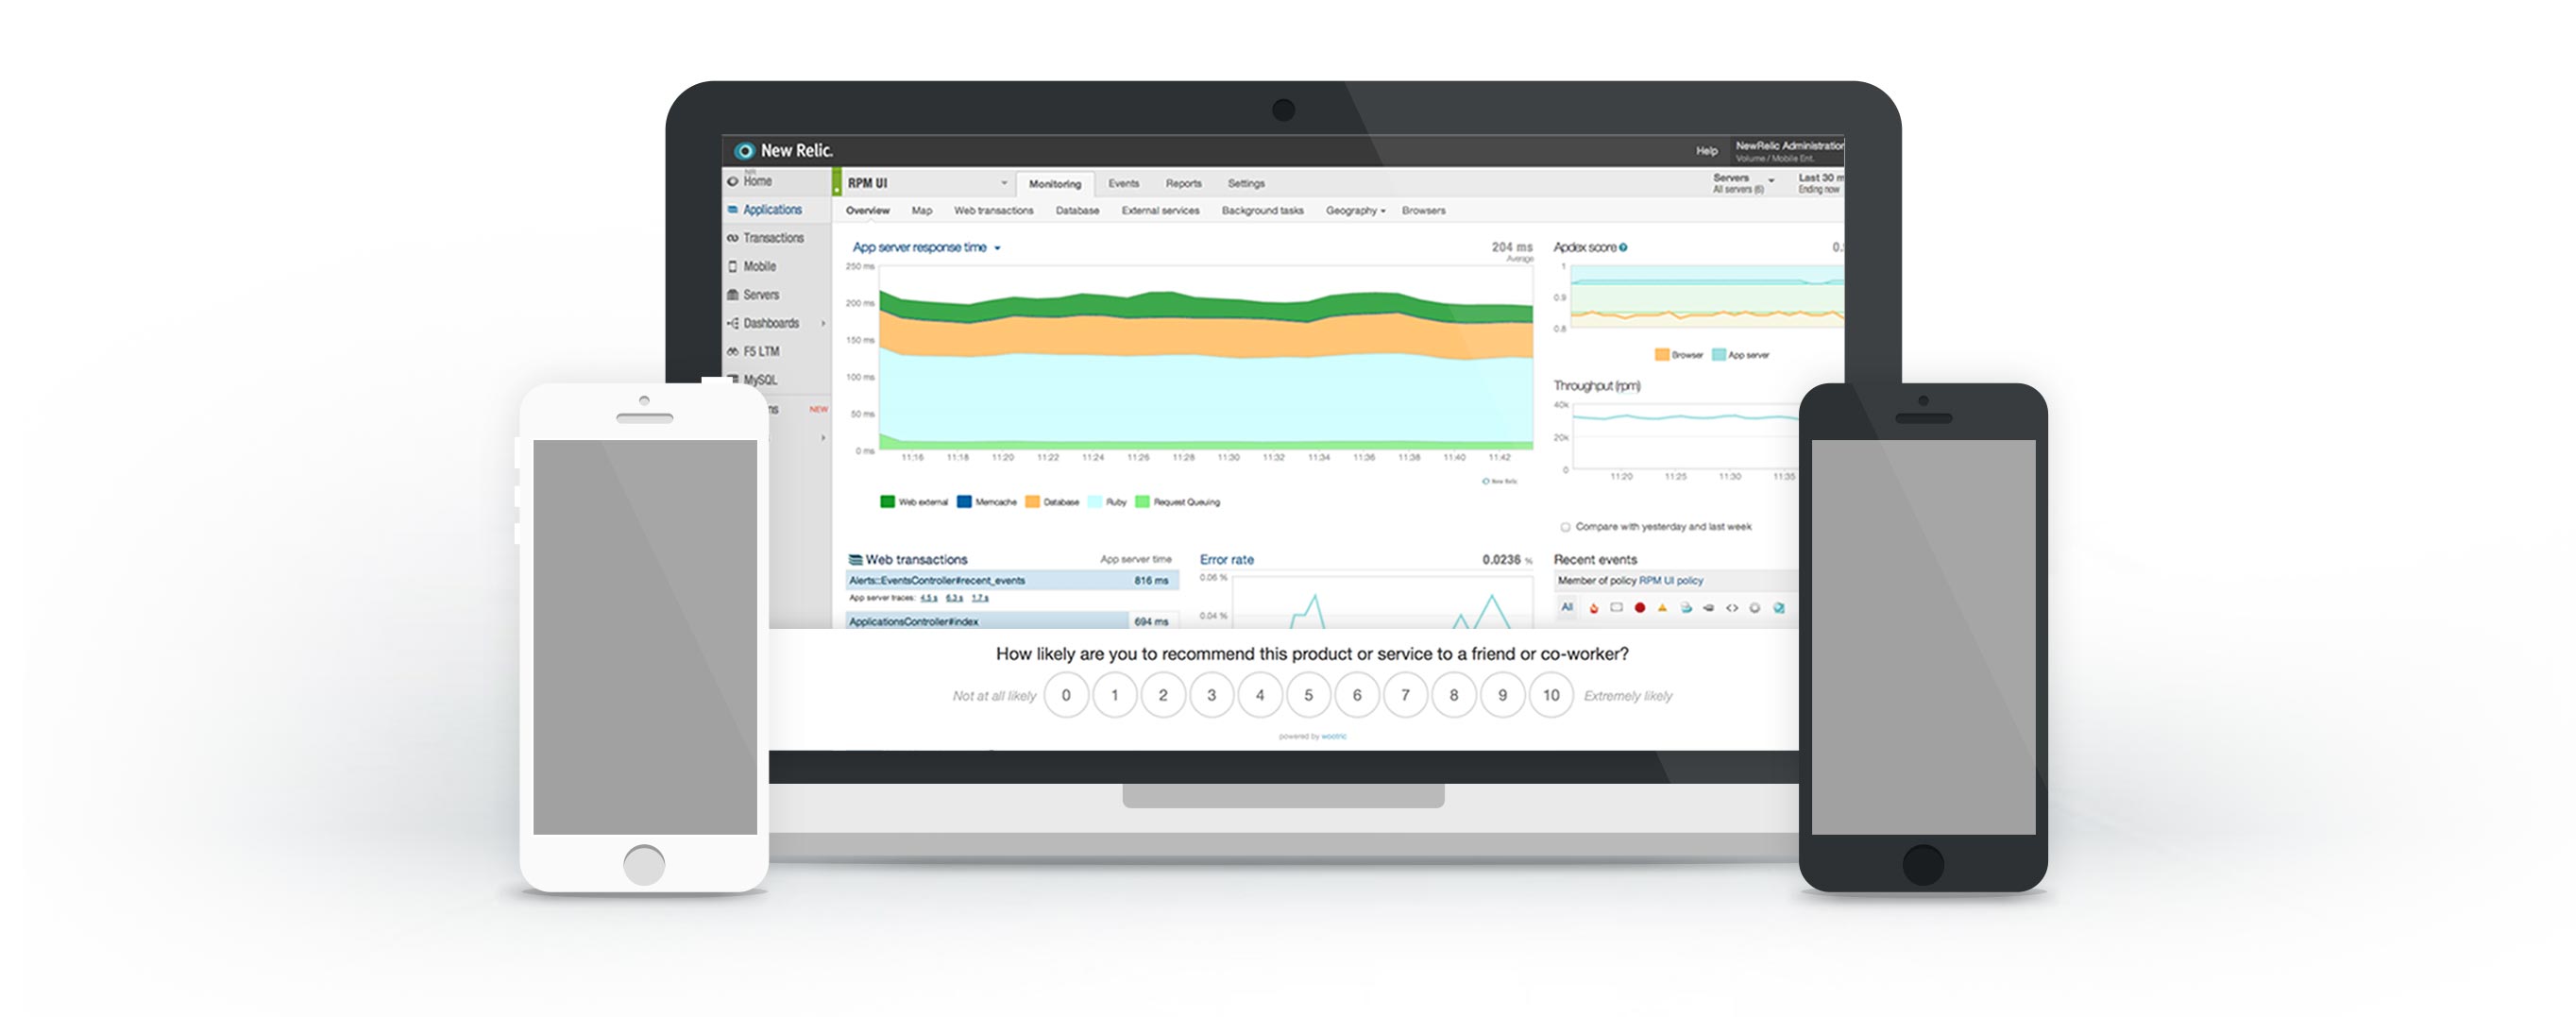 New Relic.
Help
NewRelic Administration
Volume / Mobile Ent.
NR
Home
Applications
Transactions
Mobile
Servers
Dashboards
F5 LTM
MySQL
NEW
RPM UI
Monitoring Events Reports Settings
Servers
All servers (6)
Last 30 m
Ending now
Overview Map Web transactions Database External services Background tasks Geography Browsers
App server response time
204 ms
Average
250 ms
200 ms
150 ms
100 ms
50 ms
0 ms
11:16 11:18 11:20 11:22 11:24 11:26 11:28 11:30 11:32 11:34 11:36 11:38 11:40 11:42
New Relic
Web external Memcache Database Ruby Request Queuing
Apdex score
0.
1
0.9
0.8
Browser App server
Throughput (rpm)
40k
20k
0
11:20 11:25 11:30 11:35
Compare with yesterday and last week
Web transactions App server time
Alerts::EventsController#recent_events 816 ms
App server traces: 4.5 s 6.3 s 1.7 s
ApplicationsController#index 694 ms
Error rate 0.0236 %
0.06 %
0.04 %
Recent events
Member of policy RPM UI policy
All
How likely are you to recommend this product or service to a friend or co-worker?
Not at all likely 0 1 2 3 4 5 6 7 8 9 10 Extremely likely
powered by wootric